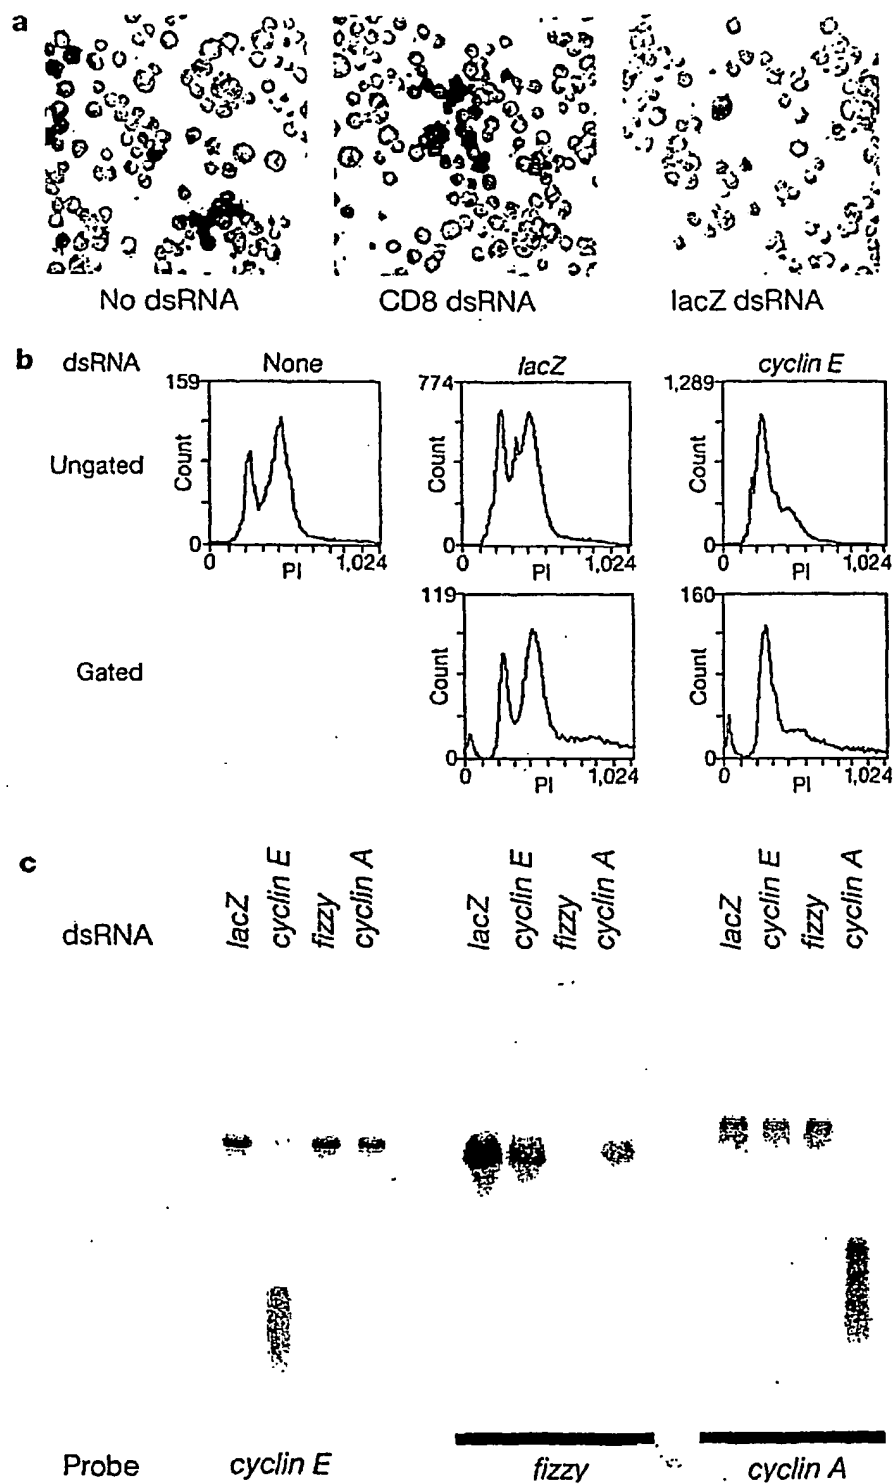 a
No dsRNA CD8 dsRNA lacZ dsRNA
b dsRNA None lacZ cyclin E
159 774 1,289
Ungated Count Count Count
0 0 0
0 1,024 0 1,024 0 1,024
PI PI PI
119 160
Gated Count Count
0 0
0 1,024 0 1,024
PI PI
c
dsRNA lacZ cyclin E fizzy cyclin A lacZ cyclin E fizzy cyclin A lacZ cyclin E fizzy cyclin A
Probe cyclin E fizzy cyclin A